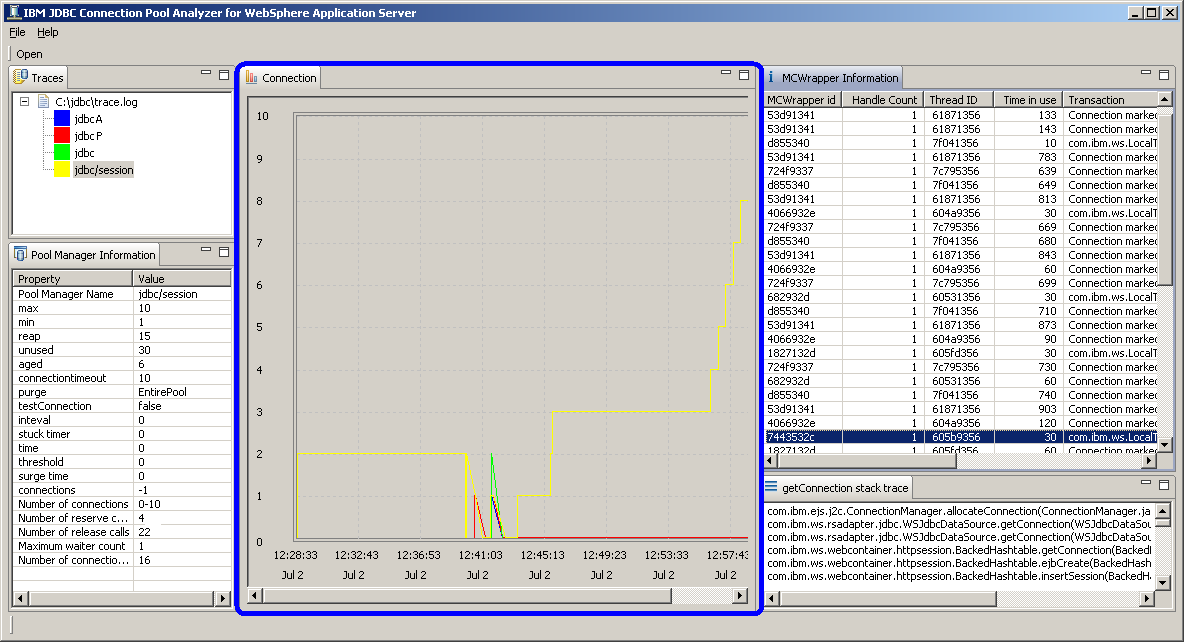 IBM JDBC Connection Pool Analyzer for WebSphere Application Server
File Help
Open
Traces
C:\jdbc\trace.log
jdbcA
jdbcP
jdbc
jdbc/session
Pool Manager Information
Property Value
Pool Manager Name jdbc/session
max 10
min 1
reap 15
unused 30
aged 6
connectiontimeout 10
purge EntirePool
testConnection false
inteval 0
stuck timer 0
time 0
threshold 0
surge time 0
connections -1
Number of connections 0-10
Number of reserve c... 4
Number of release calls 22
Maximum waiter count 1
Number of connectio... 16
Connection
10
9
8
7
6
5
4
3
2
1
0
12:28:33 12:32:43 12:36:53 12:41:03 12:45:13 12:49:23 12:53:33 12:57:43
Jul 2 Jul 2 Jul 2 Jul 2 Jul 2 Jul 2 Jul 2 Jul 2
MCWrapper Information
MCWrapper id Handle Count Thread ID Time in use Transaction
53d91341 1 61871356 133 Connection marked
53d91341 1 61871356 143 Connection marked
d855340 1 7f041356 10 com.ibm.ws.LocalT
53d91341 1 61871356 783 Connection marked
724f9337 1 7c795356 639 Connection marked
d855340 1 7f041356 649 Connection marked
53d91341 1 61871356 813 Connection marked
4066932e 1 604a9356 30 com.ibm.ws.LocalT
724f9337 1 7c795356 669 Connection marked
d855340 1 7f041356 680 Connection marked
53d91341 1 61871356 843 Connection marked
4066932e 1 604a9356 60 Connection marked
724f9337 1 7c795356 699 Connection marked
682932d 1 60531356 30 com.ibm.ws.LocalT
d855340 1 7f041356 710 Connection marked
53d91341 1 61871356 873 Connection marked
4066932e 1 604a9356 90 Connection marked
1827132d 1 605fd356 30 com.ibm.ws.LocalT
724f9337 1 7c795356 730 Connection marked
682932d 1 60531356 60 Connection marked
d855340 1 7f041356 740 Connection marked
53d91341 1 61871356 903 Connection marked
4066932e 1 604a9356 120 Connection marked
7443532c 1 605b9356 30 com.ibm.ws.LocalT
1827132d 1 605fd356 60 Connection marked
getConnection stack trace
com.ibm.ejs.j2c.ConnectionManager.allocateConnection(ConnectionManager.ja
com.ibm.ws.rsadapter.jdbc.WSJdbcDataSource.getConnection(WSJdbcDataSou
com.ibm.ws.rsadapter.jdbc.WSJdbcDataSource.getConnection(WSJdbcDataSou
com.ibm.ws.webcontainer.httpsession.BackedHashtable.getConnection(BackedH
com.ibm.ws.webcontainer.httpsession.BackedHashtable.ejbCreate(BackedHash
com.ibm.ws.webcontainer.httpsession.BackedHashtable.insertSession(BackedHa